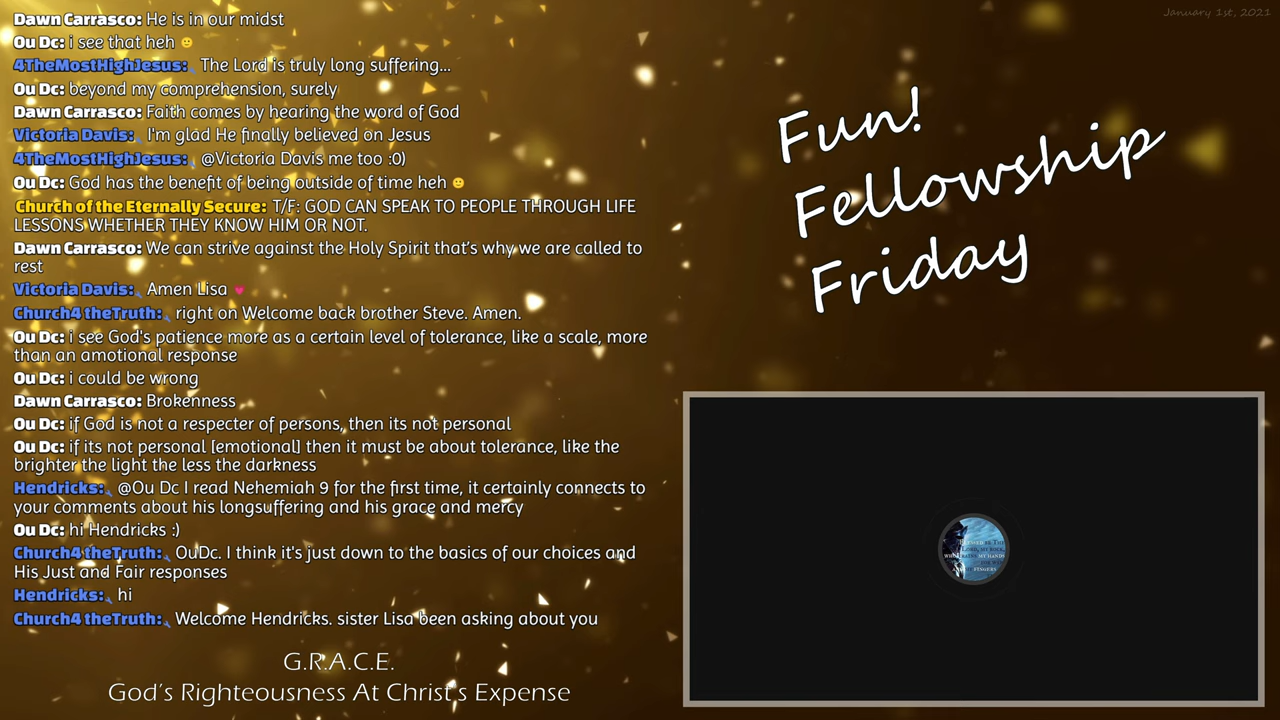 Dawn Carrasco: He is in our midst
Ou Dc: i see that heh
4TheMostHighJesus: The Lord is truly long suffering...
Ou Dc: beyond my comprehension, surely
Dawn Carrasco: Faith comes by hearing the word of God
Victoria Davis: I'm glad He finally believed on Jesus
4TheMostHighJesus: @Victoria Davis me too :0)
Ou Dc: God has the benefit of being outside of time heh
Church of the Eternally Secure: T/F: GOD CAN SPEAK TO PEOPLE THROUGH LIFE
LESSONS WHETHER THEY KNOW HIM OR NOT.
Dawn Carrasco: We can strive against the Holy Spirit that's why we are called to
rest
Victoria Davis: Amen Lisa
Church4theTruth: right on Welcome back brother Steve. Amen.
Ou Dc: i see God's patience more as a certain level of tolerance, like a scale, more
than an amotional response
Ou Dc: i could be wrong
Dawn Carrasco: Brokenness
Ou Dc: if God is not a respecter of persons, then its not personal
Ou Dc: if its not personal [emotional] then it must be about tolerance, like the
brighter the light the less the darkness
Hendricks: @Ou Dc I read Nehemiah 9 for the first time, it certainly connects to
your comments about his longsuffering and his grace and mercy
Ou Dc: hi Hendricks :)
Church4theTruth: OuDc. I think it's just down to the basics of our choices and
His Just and Fair responses
Hendricks: hi
Church4theTruth: Welcome Hendricks. sister Lisa been asking about you
G.R.A.C.E.
God's Righteousness At Christ's Expense
January 1st, 2021
Fun!
Fellowship
Friday